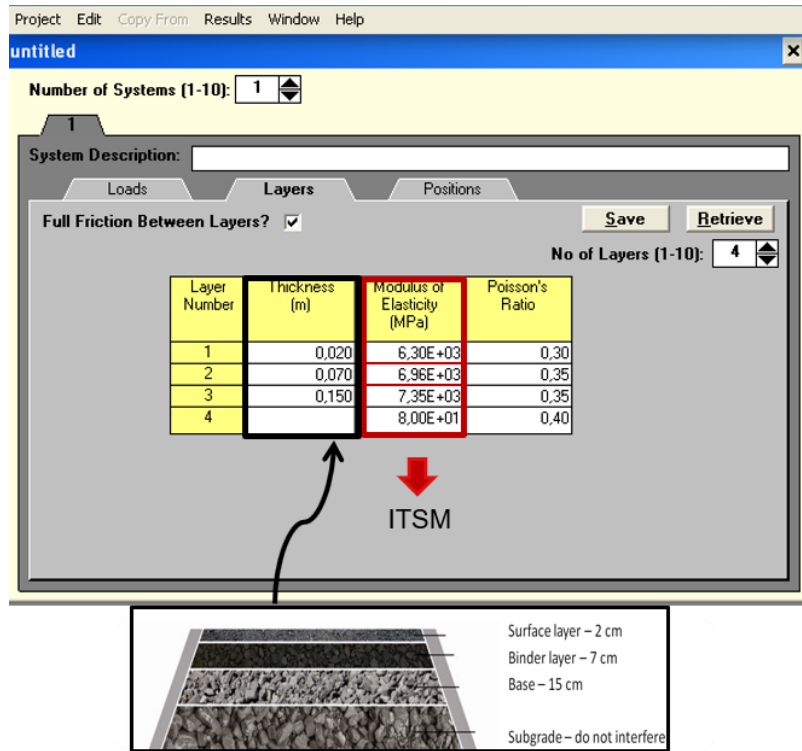 Project Edit Copy From Results Window Help
untitled
Number of Systems (1-10): 1
1
System Description:
Loads Layers Positions
Full Friction Between Layers? Save Retrieve
No of Layers (1-10): 4
Layer Number Thickness (m) Modulus of Elasticity (MPa) Poisson's Ratio
1 0,020 6,30E+03 0,30
2 0,070 6,96E+03 0,35
3 0,150 7,35E+03 0,35
4 8,00E+01 0,40
ITSM
Surface layer – 2 cm
Binder layer – 7 cm
Base – 15 cm
Subgrade – do not interfere